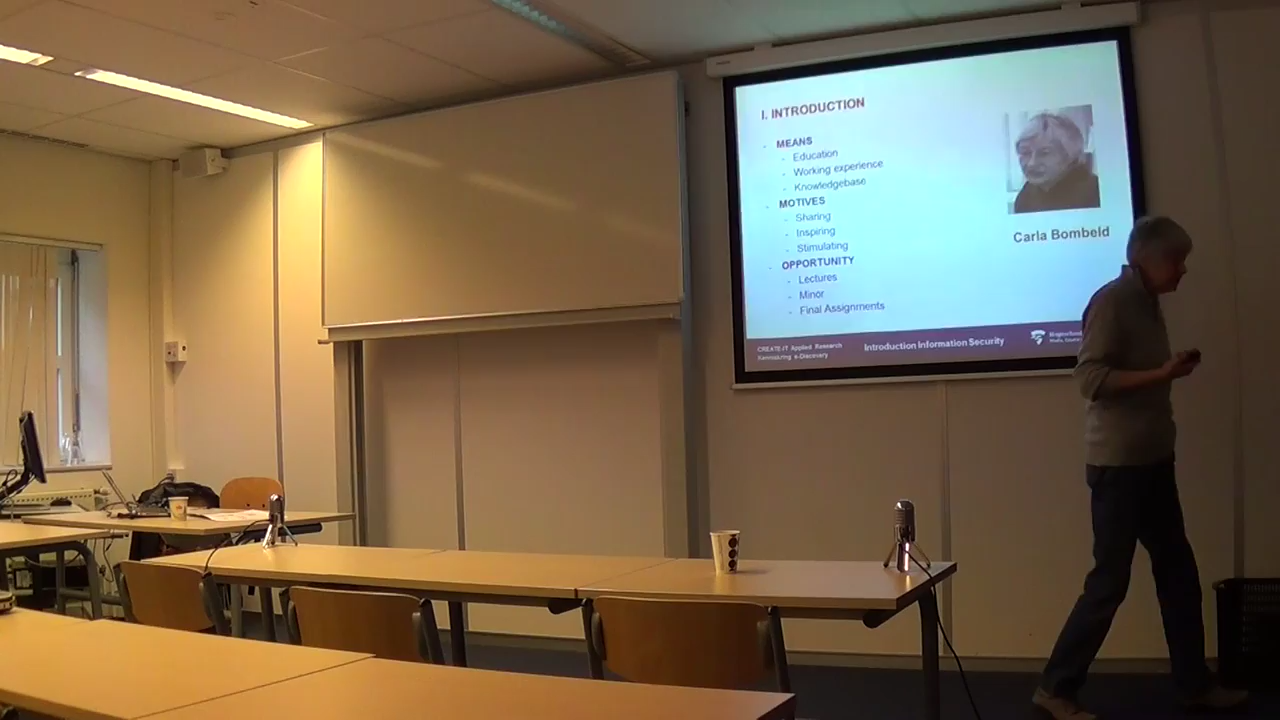 I. INTRODUCTION
- MEANS
- Education
- Working experience
- Knowledgebase
- MOTIVES
- Sharing
- Inspiring
- Stimulating
- OPPORTUNITY
- Lectures
- Minor
- Final Assignments
Carla Bombeld
CREATE-IT Applied Research
e-Discovery
Introduction Information Security